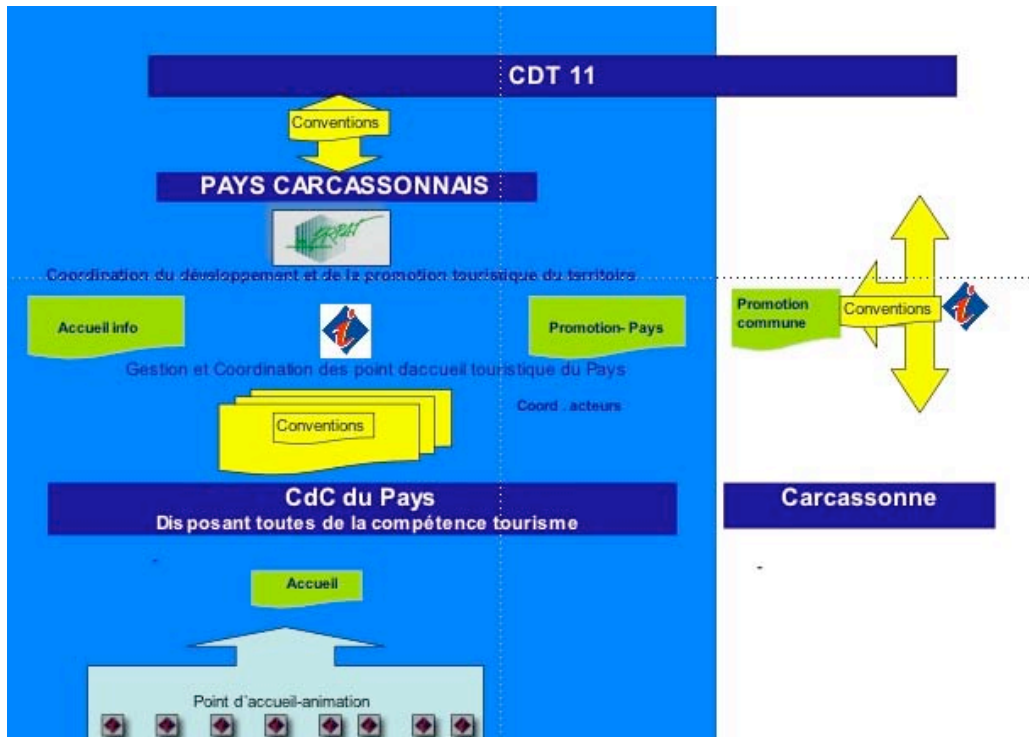 CDT 11
Conventions
PAYS CARCASSONNAIS
Coordination du développement et de la promotion touristique du territoire
Accueil info
Promotion- Pays
Promotion
commune
Conventions
Gestion et Coordination des point daccueil touristique du Pays
Coord . acteurs
Conventions
CdC du Pays
Disposant toutes de la compétence tourisme
Carcassonne
-
-
Accueil
Point d'accueil-animation